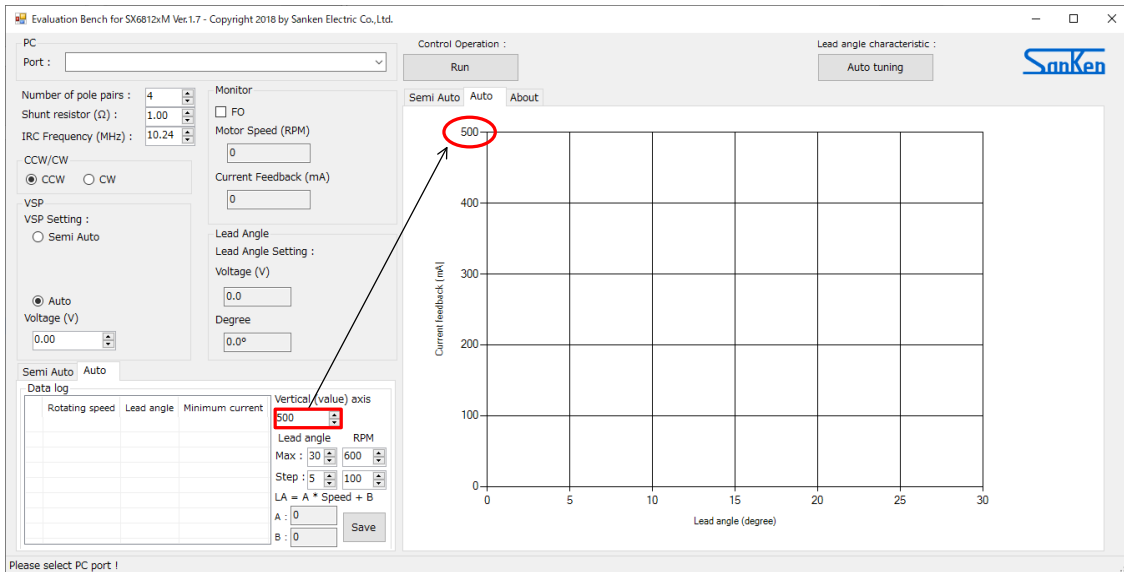 Evaluation Bench for SX6812xM Ver.1.7 - Copyright 2018 by Sanken Electric Co.,Ltd.
PC
Port :
Control Operation :
Run
Lead angle characteristic :
Auto tuning
SanKen
Number of pole pairs : 4
Shunt resistor (Ω) : 1.00
IRC Frequency (MHz) : 10.24
CCW/CW
CCW CW
VSP
VSP Setting :
Semi Auto
Auto
Voltage (V)
0.00
Monitor
FO
Motor Speed (RPM)
0
Current Feedback (mA)
0
Lead Angle
Lead Angle Setting :
Voltage (V)
0.0
Degree
0.0°
Semi Auto Auto
Data log
Rotating speed Lead angle Minimum current
Vertical (value) axis
500
Lead angle RPM
Max : 30 600
Step : 5 100
LA = A * Speed + B
A : 0
B : 0
Save
Semi Auto Auto About
500
400
300
200
100
0
Current feedback (mA)
0 5 10 15 20 25 30
Lead angle (degree)
Please select PC port !